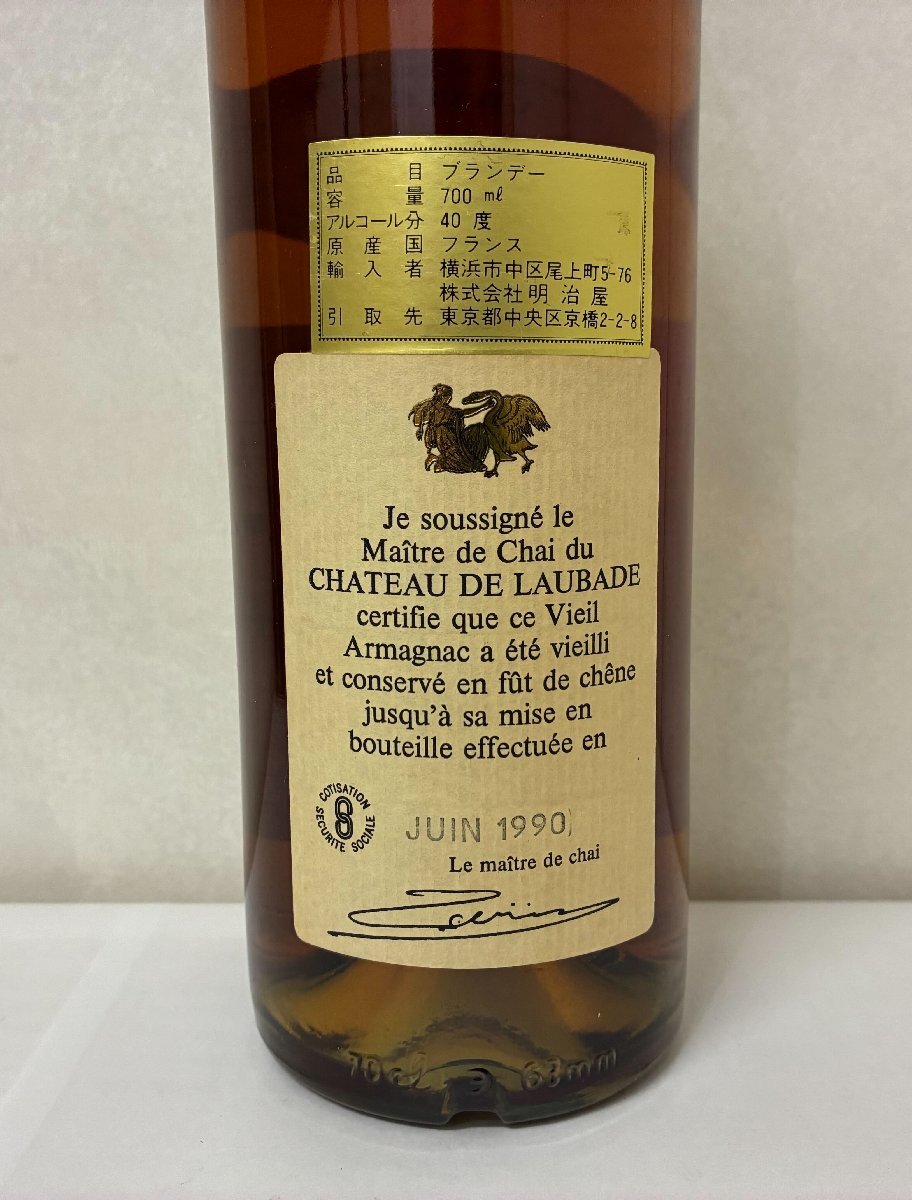 品 目 ブランデー
容 量 700 ml
アルコール分 40 度
原 産 国 フランス
輸 入 者 横浜市中区尾上町5-76
株式会社 明 治 屋
引 取 先 東京都中央区京橋2-2-8
Je soussigné le
Maître de Chai du
CHATEAU DE LAUBADE
certifie que ce Vieil
Armagnac a été vieilli
et conservé en fût de chêne
jusqu'à sa mise en
bouteille effectuée en
COTISATION
SECURITE SOCIALE
JUIN 1990
Le maître de chai
70cl 63mm